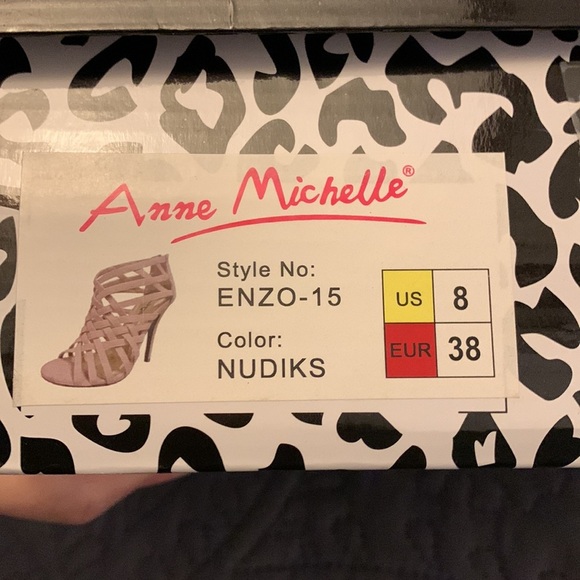 Anne Michelle®
Style No:
ENZO-15
Color:
NUDIKS
US 8
EUR 38